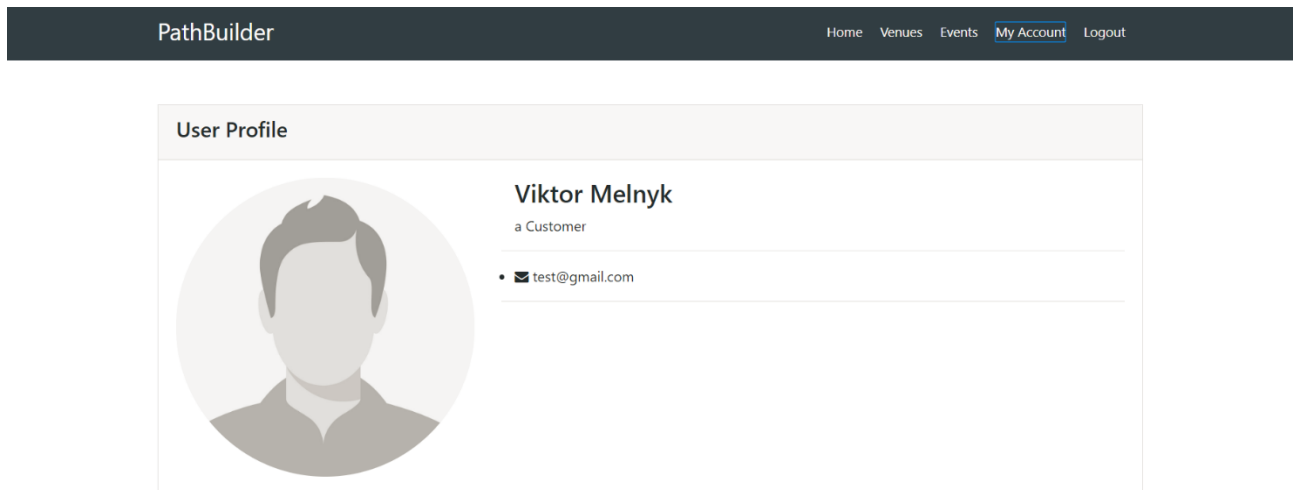 PathBuilder Home Venues Events My Account Logout
User Profile
Viktor Melnyk
a Customer
test@gmail.com